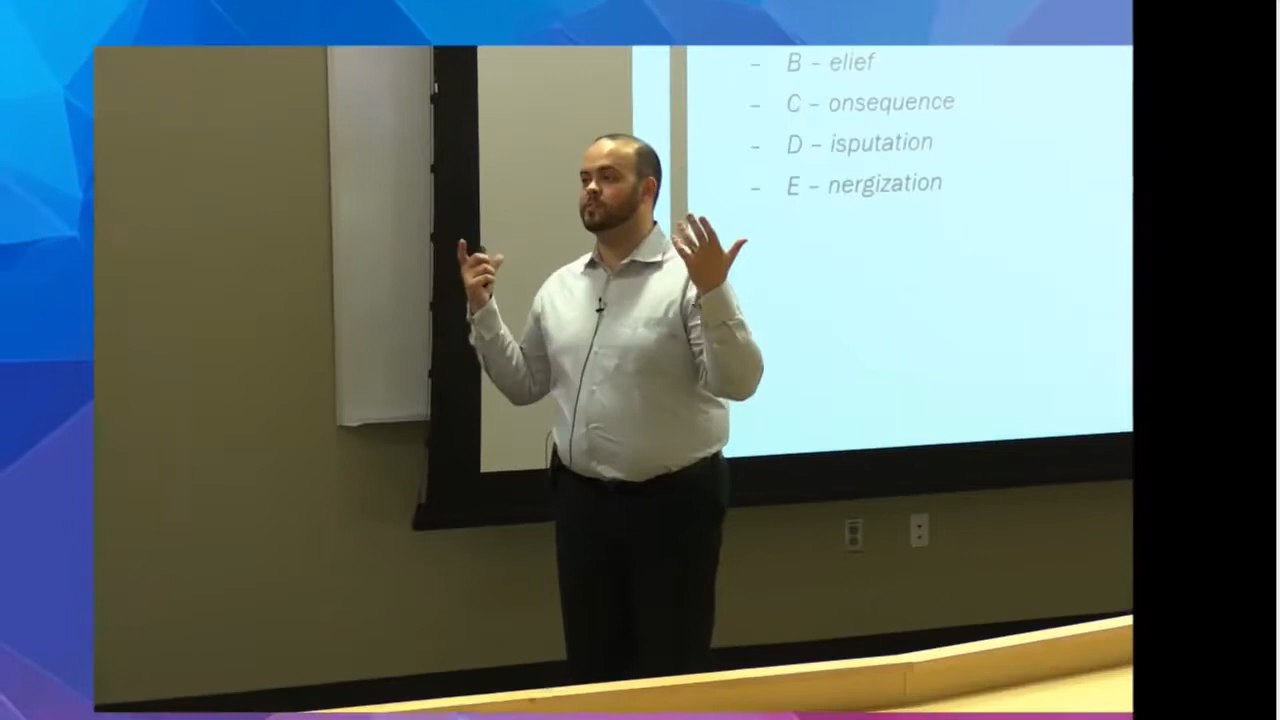 - B - elief
- C - onsequence
- D - isputation
- E - nergization